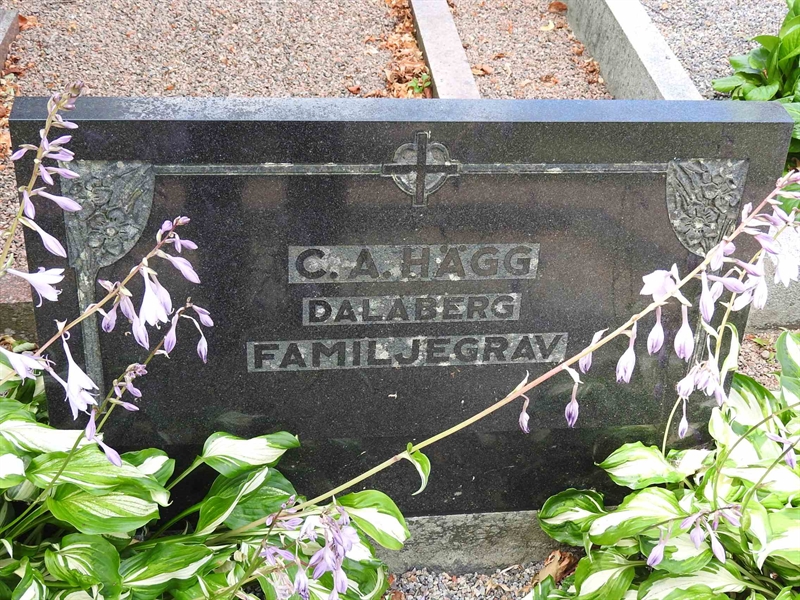 C. A. HÄGG
DALABERG
FAMILJEGRAV